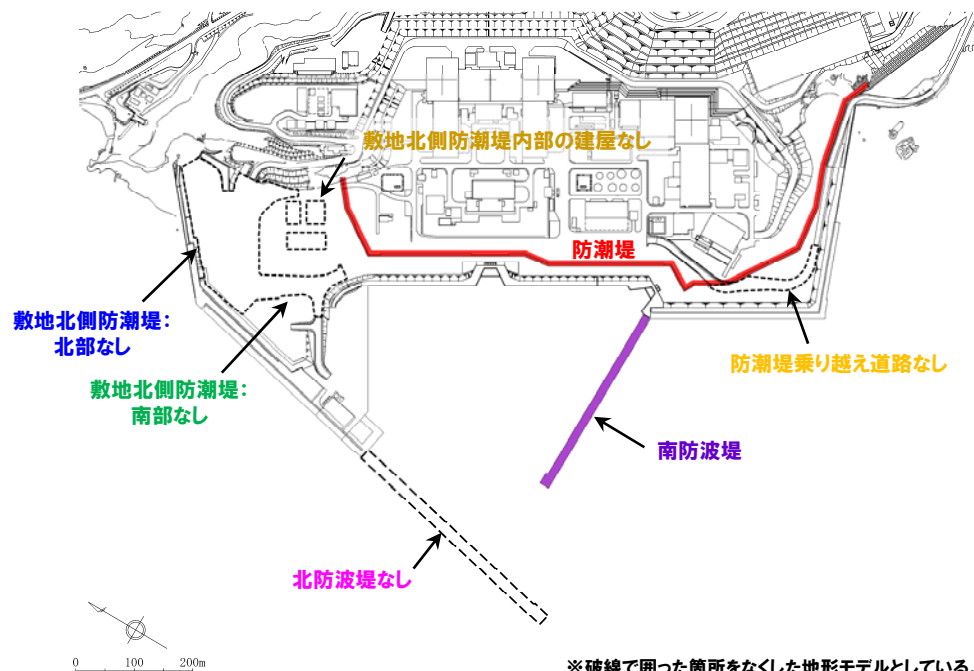 敷地北側防潮堤内部の建屋なし
防潮堤
敷地北側防潮堤：
北部なし
敷地北側防潮堤：
南部なし
防潮堤乗り越え道路なし
南防波堤
北防波堤なし
0 100 200m
※破線で囲った箇所をなくした地形モデルとしている。